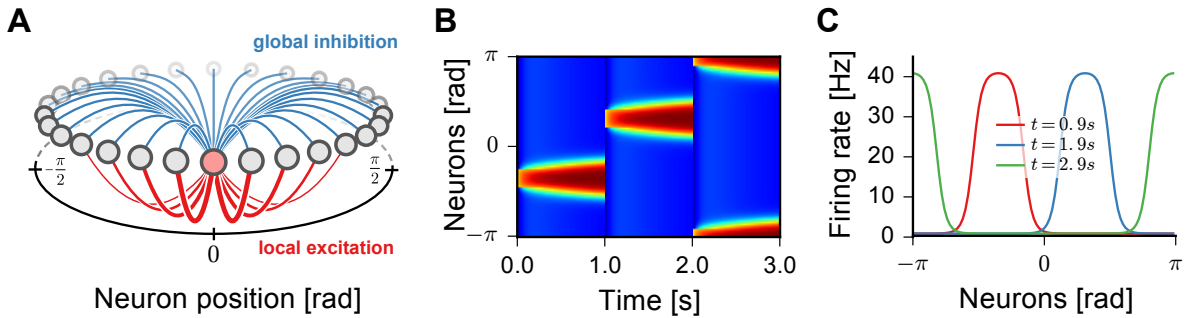 A
global inhibition
-π/2
π/2
local excitation
0
Neuron position [rad]
B
Neurons [rad]
π
0
−π
0.0 1.0 2.0 3.0
Time [s]
C
Firing rate [Hz]
50
40
30
20
10
0
t = 0.9s
t = 1.9s
t = 2.9s
−π 0 π
Neurons [rad]